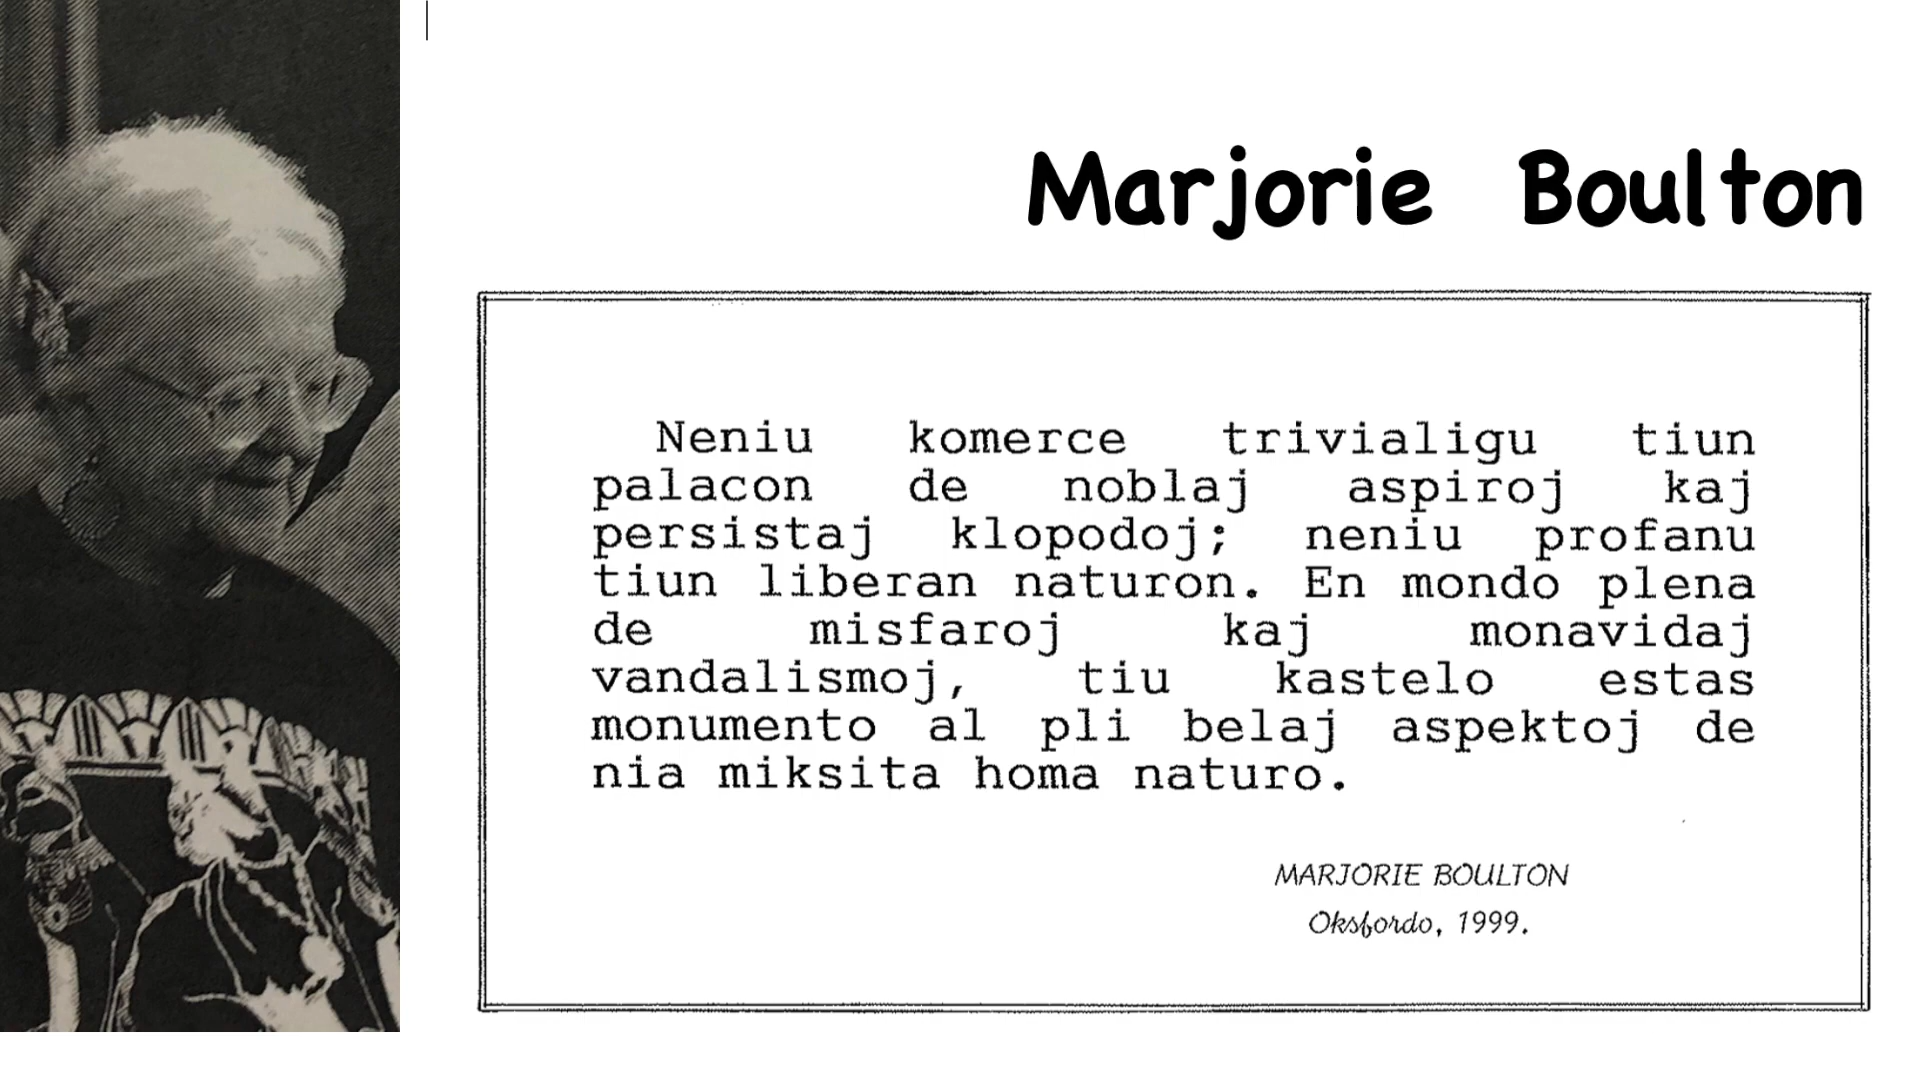 Marjorie Boulton
Neniu komerce trivialigu tiun
palacon de noblaj aspiroj kaj
persistaj klopodoj; neniu profanu
tiun liberan naturon. En mondo plena
de misfaroj kaj monavidaj
vandalismoj, tiu kastelo estas
monumento al pli belaj aspektoj de
nia miksita homa naturo.
MARJORIE BOULTON
Oksfordo, 1999.